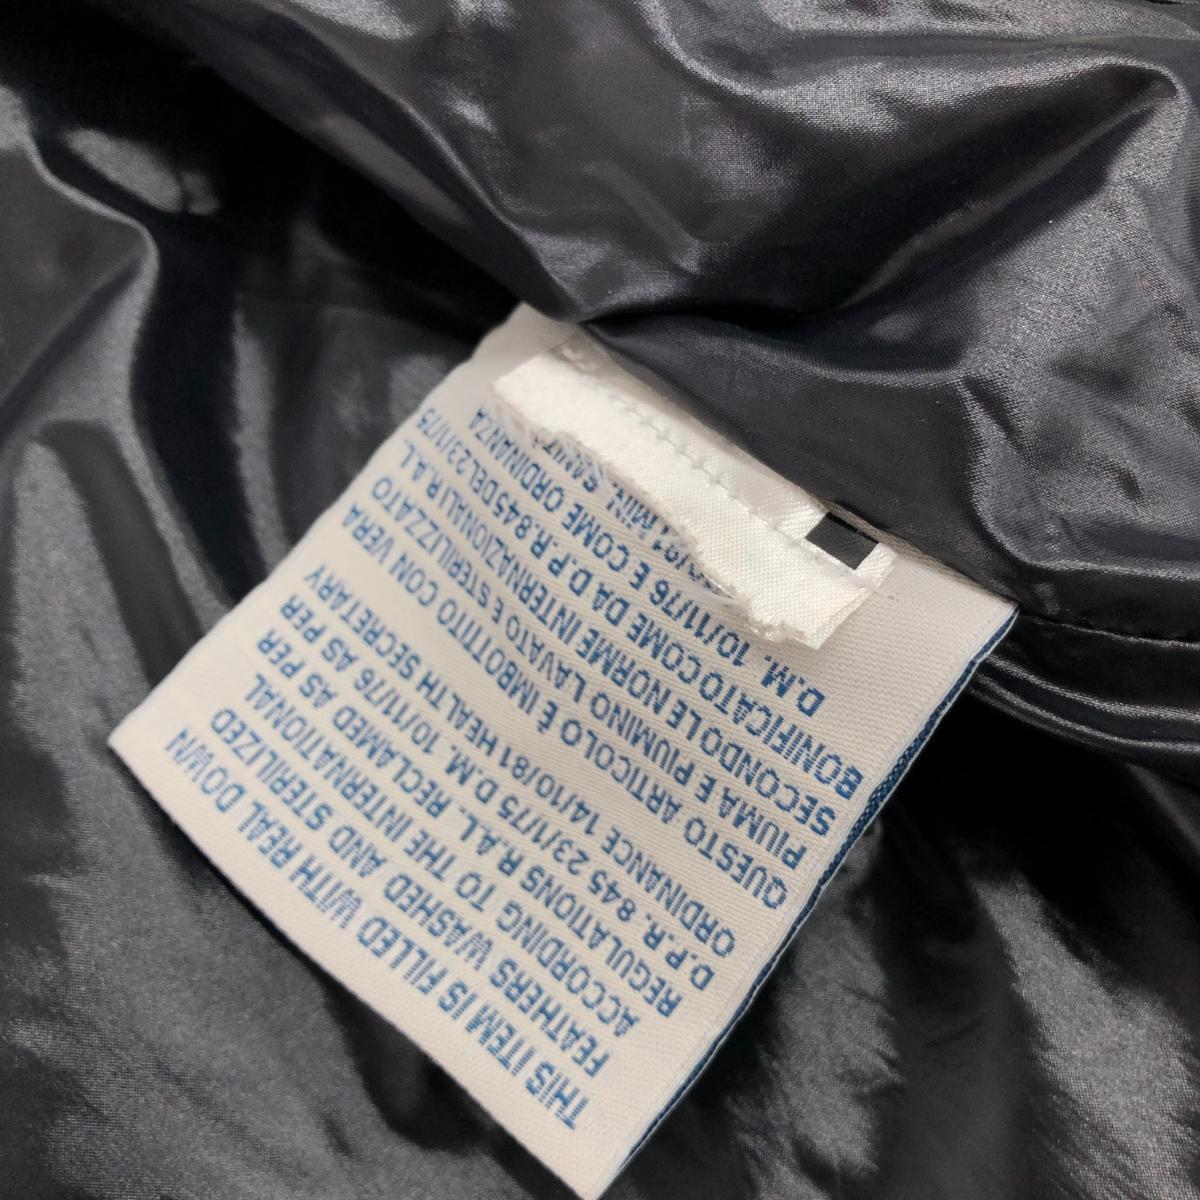 THIS ITEM IS FILLED WITH REAL DOWN
FEATHERS WASHED AND STERILIZED
ACCORDING TO THE INTERNATIONAL
REGULATIONS R.A.L. RECLAMED AS PER
D.P.R. 845 23/1/75 D.M. 10/11/76 AS PER
ORDINANCE 14/10/81 HEALTH SECRETARY
QUESTO ARTICOLO È IMBOTTITO CON VERA
PIUMA E PIUMINO LAVATO E STERILIZZATO
SECONDO LE NORME INTERNAZIONALI R.A.L.
BONIFICATO COME DA D.P.R. 845 DEL 23/1/75
D.M. 10/11/76 E COME ORDINANZA
MIN.